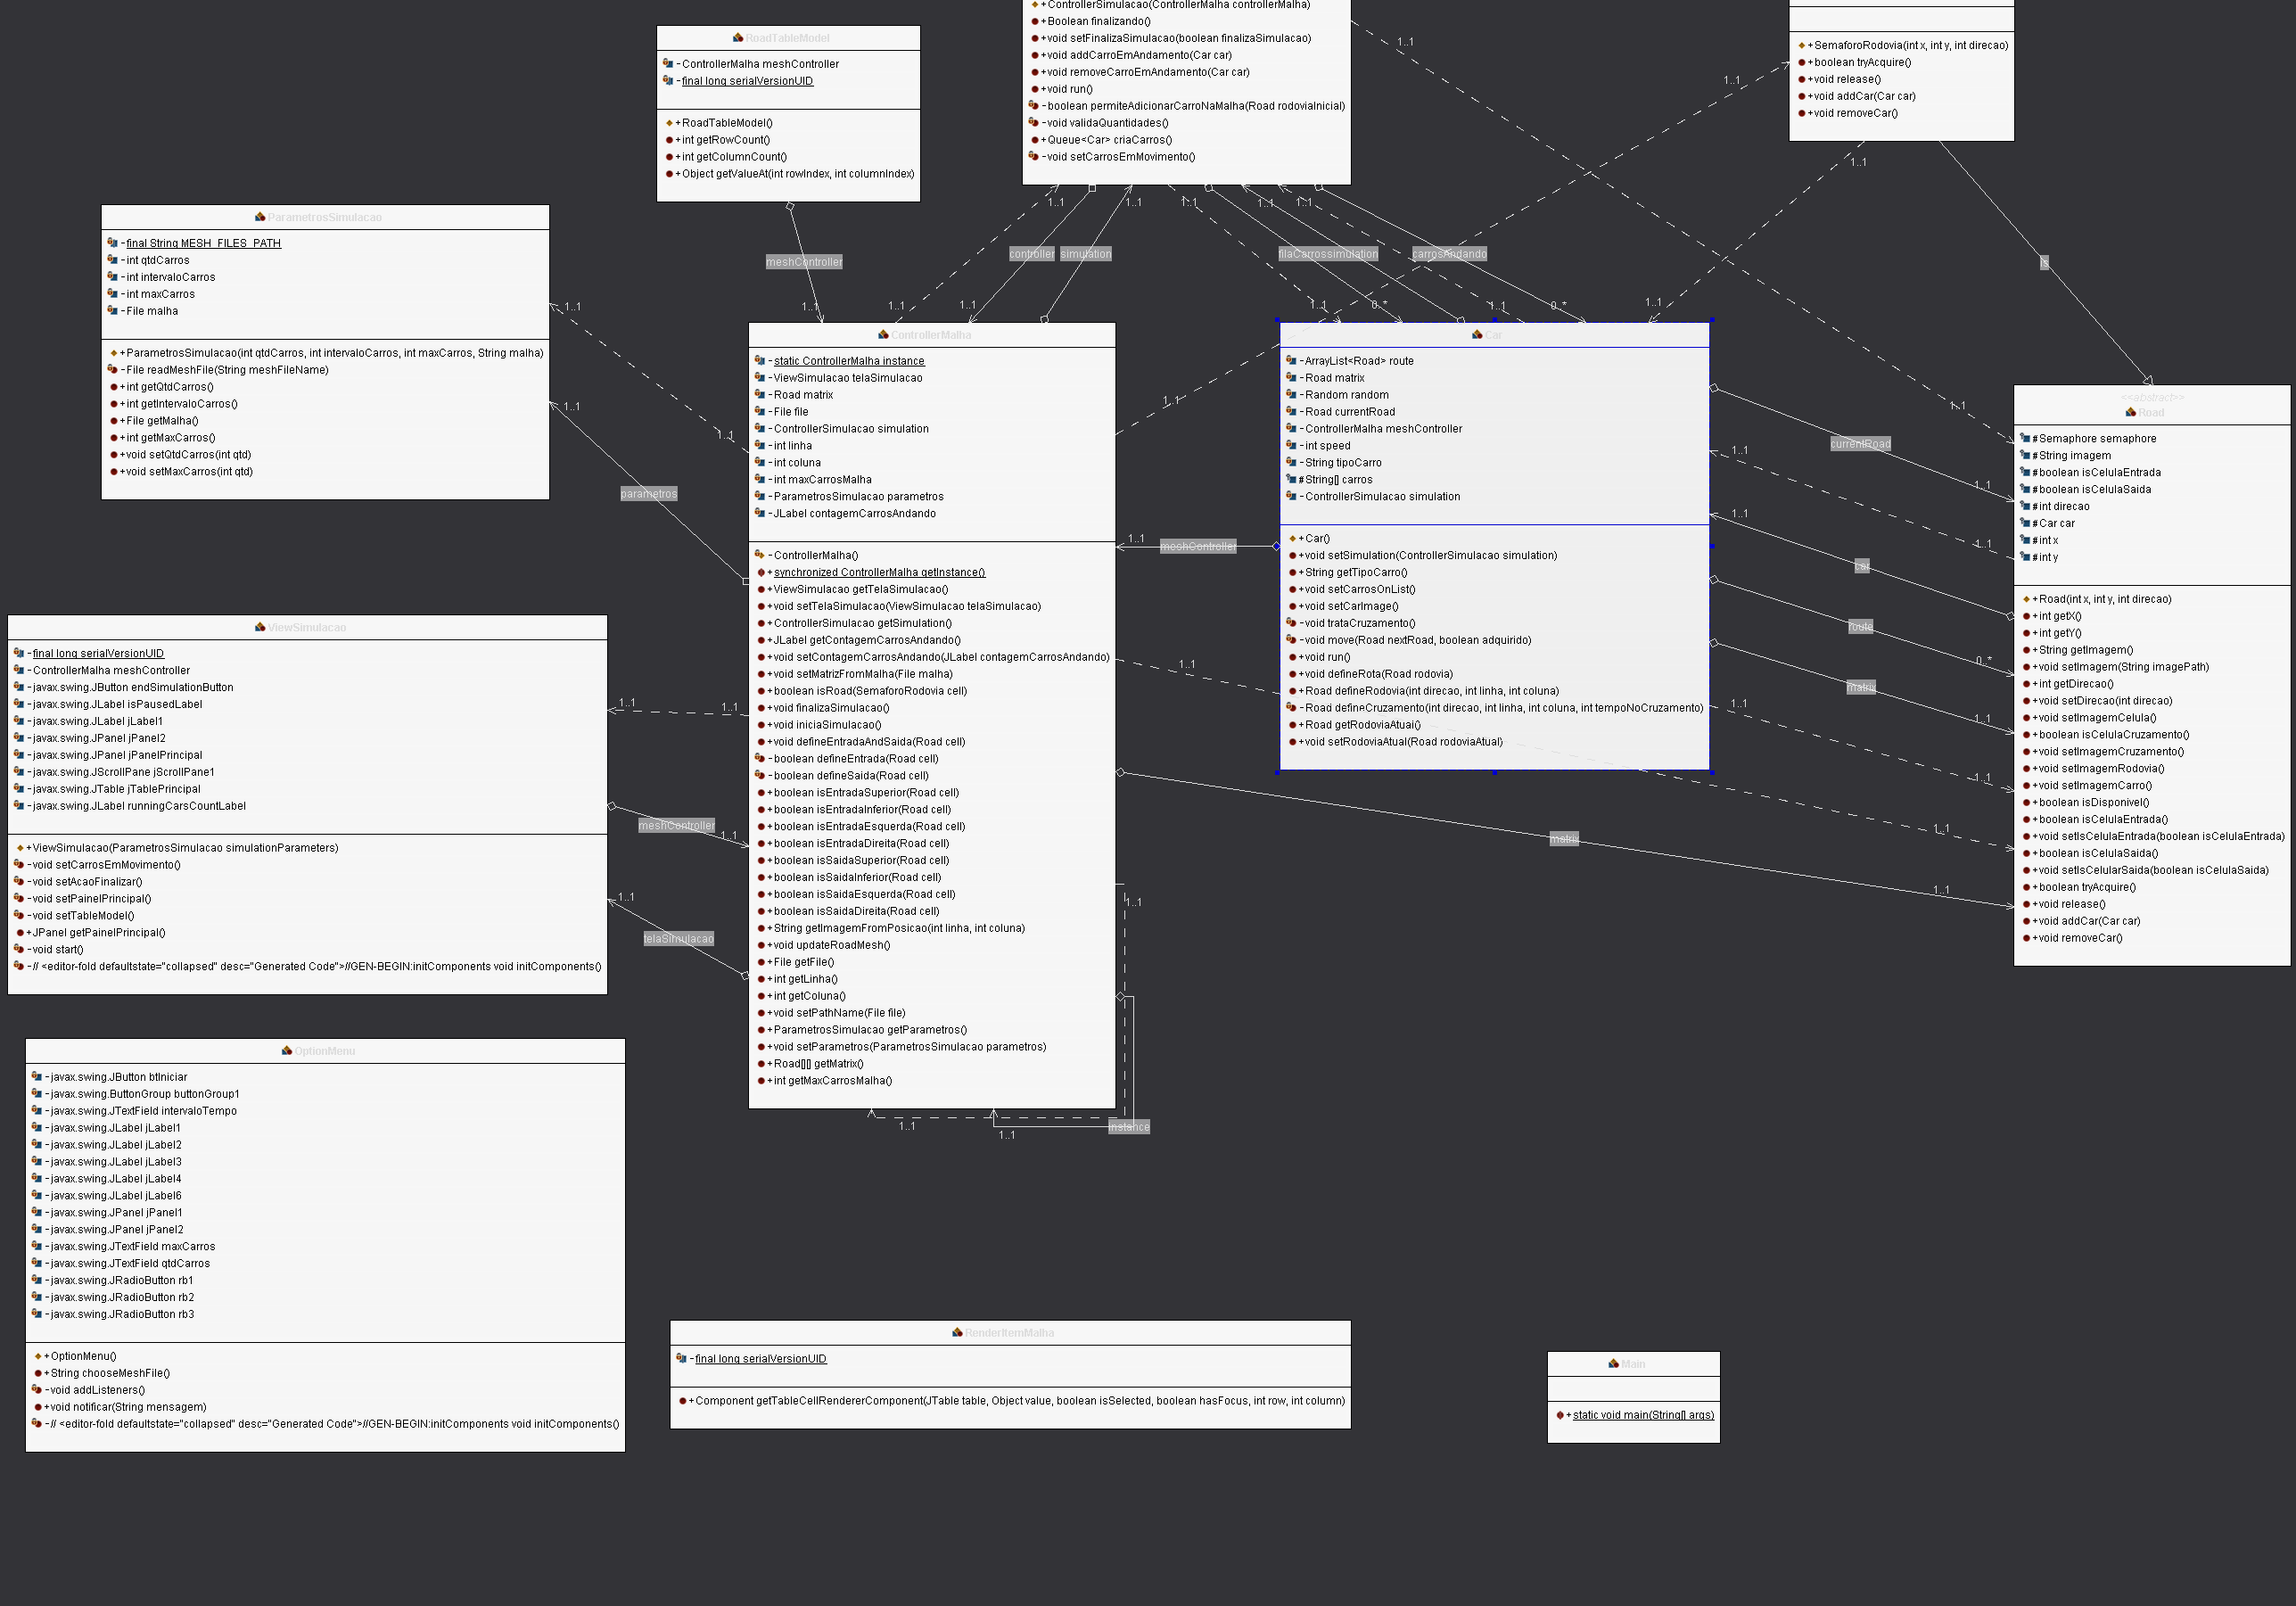 +ControllerSimulacao(ControllerMalha controllerMalha)
+Boolean finalizando()
+void setFinalizaSimulacao(boolean finalizaSimulacao)
+void addCarroEmAndamento(Car car)
+void removeCarroEmAndamento(Car car)
+void run()
-boolean permiteAdicionarCarroNaMalha(Road rodoviaInicial)
-void validaQuantidades()
+Queue<Car> criaCarros()
-void setCarrosEmMovimento()
+SemaforoRodovia(int x, int y, int direcao)
+boolean tryAcquire()
+void release()
+void addCar(Car car)
+void removeCar()
RoadTableModel
-ControllerMalha meshController
-final long serialVersionUID
+RoadTableModel()
+int getRowCount()
+int getColumnCount()
+Object getValueAt(int rowIndex, int columnIndex)
1..1
1..1
1..1
1..1
1..1
1..1
1..1
1..1
meshController
controller
simulation
filaCarrossimulation
carrosAndando
is
1..1
1..1
1..1
1..1
0..*
1..1
0..*
1..1
ParametrosSimulacao
-final String MESH_FILES_PATH
-int qtdCarros
-int intervaloCarros
-int maxCarros
-File malha
+ParametrosSimulacao(int qtdCarros, int intervaloCarros, int maxCarros, String malha)
-File readMeshFile(String meshFileName)
+int getQtdCarros()
+int getIntervaloCarros()
+File getMalha()
+int getMaxCarros()
+void setQtdCarros(int qtd)
+void setMaxCarros(int qtd)
1..1
1..1
1..1
parametros
ControllerMalha
-static ControllerMalha instance
-ViewSimulacao telaSimulacao
-Road matrix
-File file
-ControllerSimulacao simulation
-int linha
-int coluna
-int maxCarrosMalha
-ParametrosSimulacao parametros
-JLabel contagemCarrosAndando
-ControllerMalha()
+synchronized ControllerMalha getInstance()
+ViewSimulacao getTelaSimulacao()
+void setTelaSimulacao(ViewSimulacao telaSimulacao)
+ControllerSimulacao getSimulation()
+JLabel getContagemCarrosAndando()
+void setContagemCarrosAndando(JLabel contagemCarrosAndando)
+void setMatrizFromMalha(File malha)
+boolean isRoad(SemaforoRodovia cell)
+void finalizaSimulacao()
+void iniciaSimulacao()
+void defineEntradaAndSaida(Road cell)
-boolean defineEntrada(Road cell)
-boolean defineSaida(Road cell)
+boolean isEntradaSuperior(Road cell)
+boolean isEntradaInferior(Road cell)
+boolean isEntradaEsquerda(Road cell)
+boolean isEntradaDireita(Road cell)
+boolean isSaidaSuperior(Road cell)
+boolean isSaidaInferior(Road cell)
+boolean isSaidaEsquerda(Road cell)
+boolean isSaidaDireita(Road cell)
+String getImagemFromPosicao(int linha, int coluna)
+void updateRoadMesh()
+File getFile()
+int getLinha()
+int getColuna()
+void setPathName(File file)
+ParametrosSimulacao getParametros()
+void setParametros(ParametrosSimulacao parametros)
+Road[][] getMatrix()
+int getMaxCarrosMalha()
1..1
1..1
meshController
1..1
1..1
1..1
1..1
instance
Car
-ArrayList<Road> route
-Road matrix
-Random random
-Road currentRoad
-ControllerMalha meshController
-int speed
-String tipoCarro
#String[] carros
-ControllerSimulacao simulation
+Car()
+void setSimulation(ControllerSimulacao simulation)
+String getTipoCarro()
+void setCarrosOnList()
+void setCarImage()
-void trataCruzamento()
-void move(Road nextRoad, boolean adquirido)
+void run()
+void defineRota(Road rodovia)
+Road defineRodovia(int direcao, int linha, int coluna)
-Road defineCruzamento(int direcao, int linha, int coluna, int tempoNoCruzamento)
+Road getRodoviaAtual()
+void setRodoviaAtual(Road rodoviaAtual)
currentRoad
1..1
1..1
1..1
1..1
1..1
car
route
0..*
matrix
1..1
1..1
1..1
1..1
matrix
1..1
<<abstract>>
Road
#Semaphore semaphore
#String imagem
#boolean isCelulaEntrada
#boolean isCelulaSaida
#int direcao
#Car car
#int x
#int y
+Road(int x, int y, int direcao)
+int getX()
+int getY()
+String getImagem()
+void setImagem(String imagePath)
+int getDirecao()
+void setDirecao(int direcao)
+void setImagemCelula()
+boolean isCelulaCruzamento()
+void setImagemCruzamento()
+void setImagemRodovia()
+void setImagemCarro()
+boolean isDisponivel()
+boolean isCelulaEntrada()
+void setIsCelulaEntrada(boolean isCelulaEntrada)
+boolean isCelulaSaida()
+void setIsCelularSaida(boolean isCelulaSaida)
+boolean tryAcquire()
+void release()
+void addCar(Car car)
+void removeCar()
ViewSimulacao
-final long serialVersionUID
-ControllerMalha meshController
-javax.swing.JButton endSimulationButton
-javax.swing.JLabel isPausedLabel
-javax.swing.JLabel jLabel1
-javax.swing.JPanel jPanel2
-javax.swing.JPanel jPanelPrincipal
-javax.swing.JScrollPane jScrollPane1
-javax.swing.JTable jTablePrincipal
-javax.swing.JLabel runningCarsCountLabel
+ViewSimulacao(ParametrosSimulacao simulationParameters)
-void setCarrosEmMovimento()
-void setAcaoFinalizar()
-void setPainelPrincipal()
-void setTableModel()
+JPanel getPainelPrincipal()
-void start()
-// <editor-fold defaultstate="collapsed" desc="Generated Code">//GEN-BEGIN:initComponents void initComponents()
1..1
1..1
meshController
1..1
1..1
telaSimulacao
OptionMenu
-javax.swing.JButton btIniciar
-javax.swing.ButtonGroup buttonGroup1
-javax.swing.JTextField intervaloTempo
-javax.swing.JLabel jLabel1
-javax.swing.JLabel jLabel2
-javax.swing.JLabel jLabel3
-javax.swing.JLabel jLabel4
-javax.swing.JLabel jLabel6
-javax.swing.JPanel jPanel1
-javax.swing.JPanel jPanel2
-javax.swing.JTextField maxCarros
-javax.swing.JTextField qtdCarros
-javax.swing.JRadioButton rb1
-javax.swing.JRadioButton rb2
-javax.swing.JRadioButton rb3
+OptionMenu()
+String chooseMeshFile()
-void addListeners()
+void notificar(String mensagem)
-// <editor-fold defaultstate="collapsed" desc="Generated Code">//GEN-BEGIN:initComponents void initComponents()
RenderItemMalha
-final long serialVersionUID
+Component getTableCellRendererComponent(JTable table, Object value, boolean isSelected, boolean hasFocus, int row, int column)
Main
+static void main(String[] args)